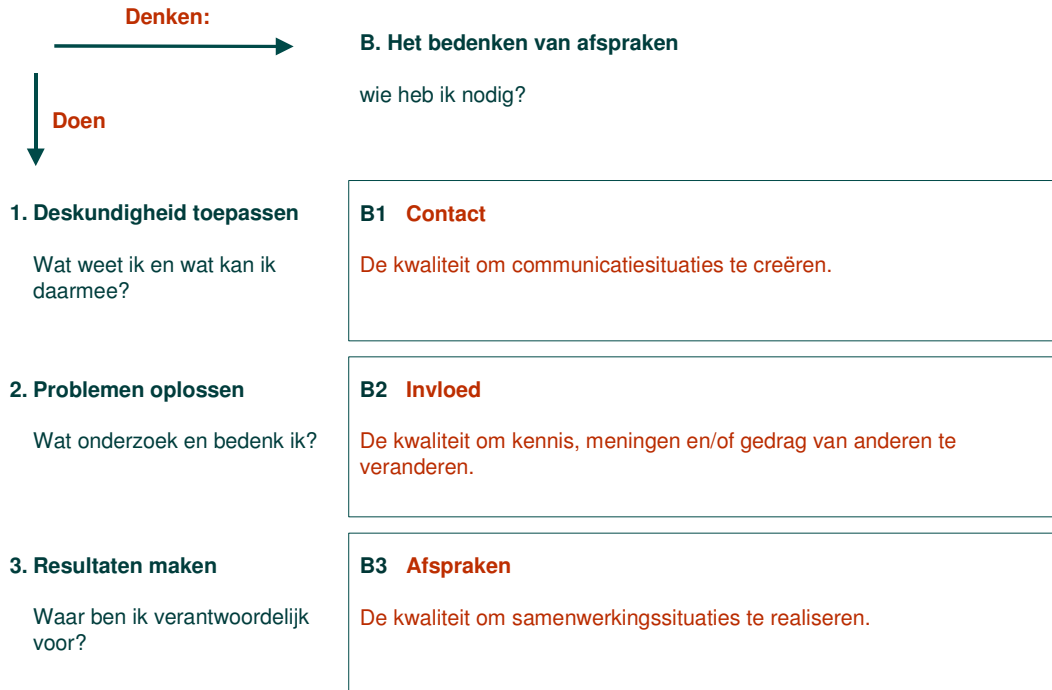 Denken:
B. Het bedenken van afspraken
wie heb ik nodig?
Doen
1. Deskundigheid toepassen
Wat weet ik en wat kan ik
daarmee?
B1 Contact
De kwaliteit om communicatiesituaties te creëren.
2. Problemen oplossen
Wat onderzoek en bedenk ik?
B2 Invloed
De kwaliteit om kennis, meningen en/of gedrag van anderen te
veranderen.
3. Resultaten maken
Waar ben ik verantwoordelijk
voor?
B3 Afspraken
De kwaliteit om samenwerkingssituaties te realiseren.